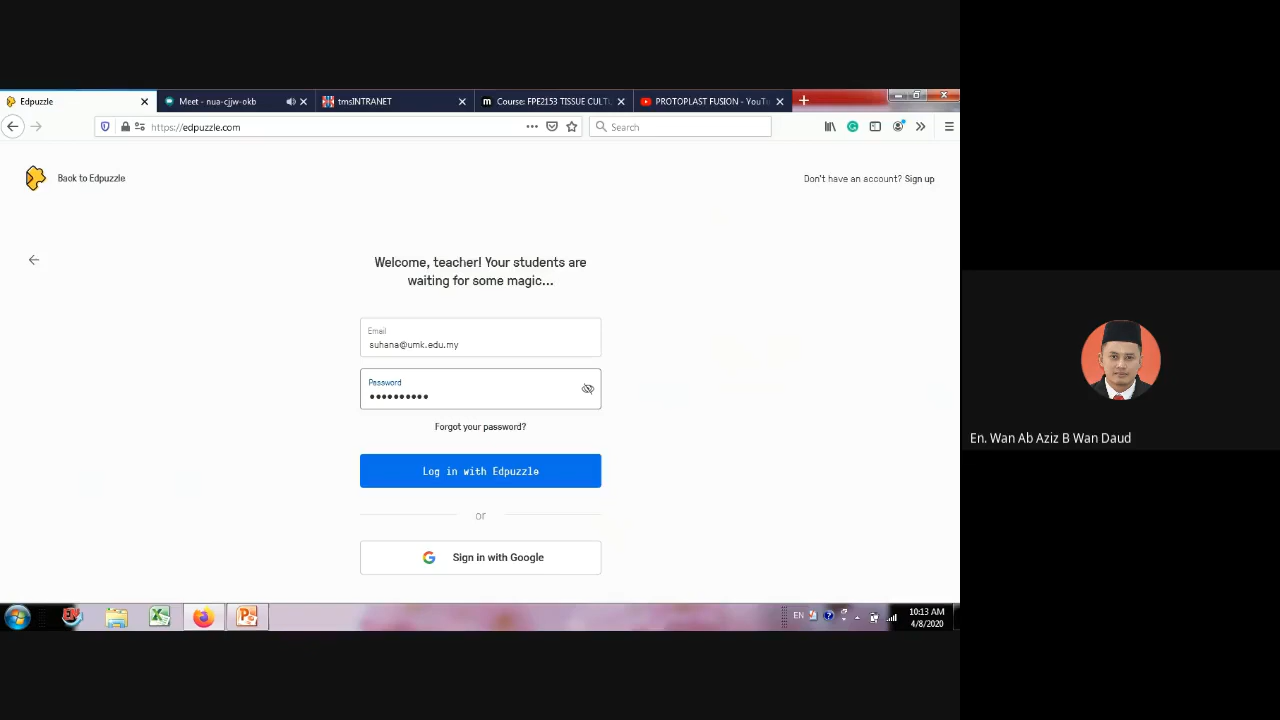 Edpuzzle
Meet - nua-cjjw-okb
tmsINTRANET
Course: FPE2153 TISSUE CULTU
PROTOPLAST FUSION - YouTu
https://edpuzzle.com
Search
Back to Edpuzzle
Don't have an account? Sign up
Welcome, teacher! Your students are
waiting for some magic...
Email
suhana@umk.edu.my
Password
Forgot your password?
Log in with Edpuzzle
or
Sign in with Google
En. Wan Ab Aziz B Wan Daud
EN
10:13 AM
4/8/2020